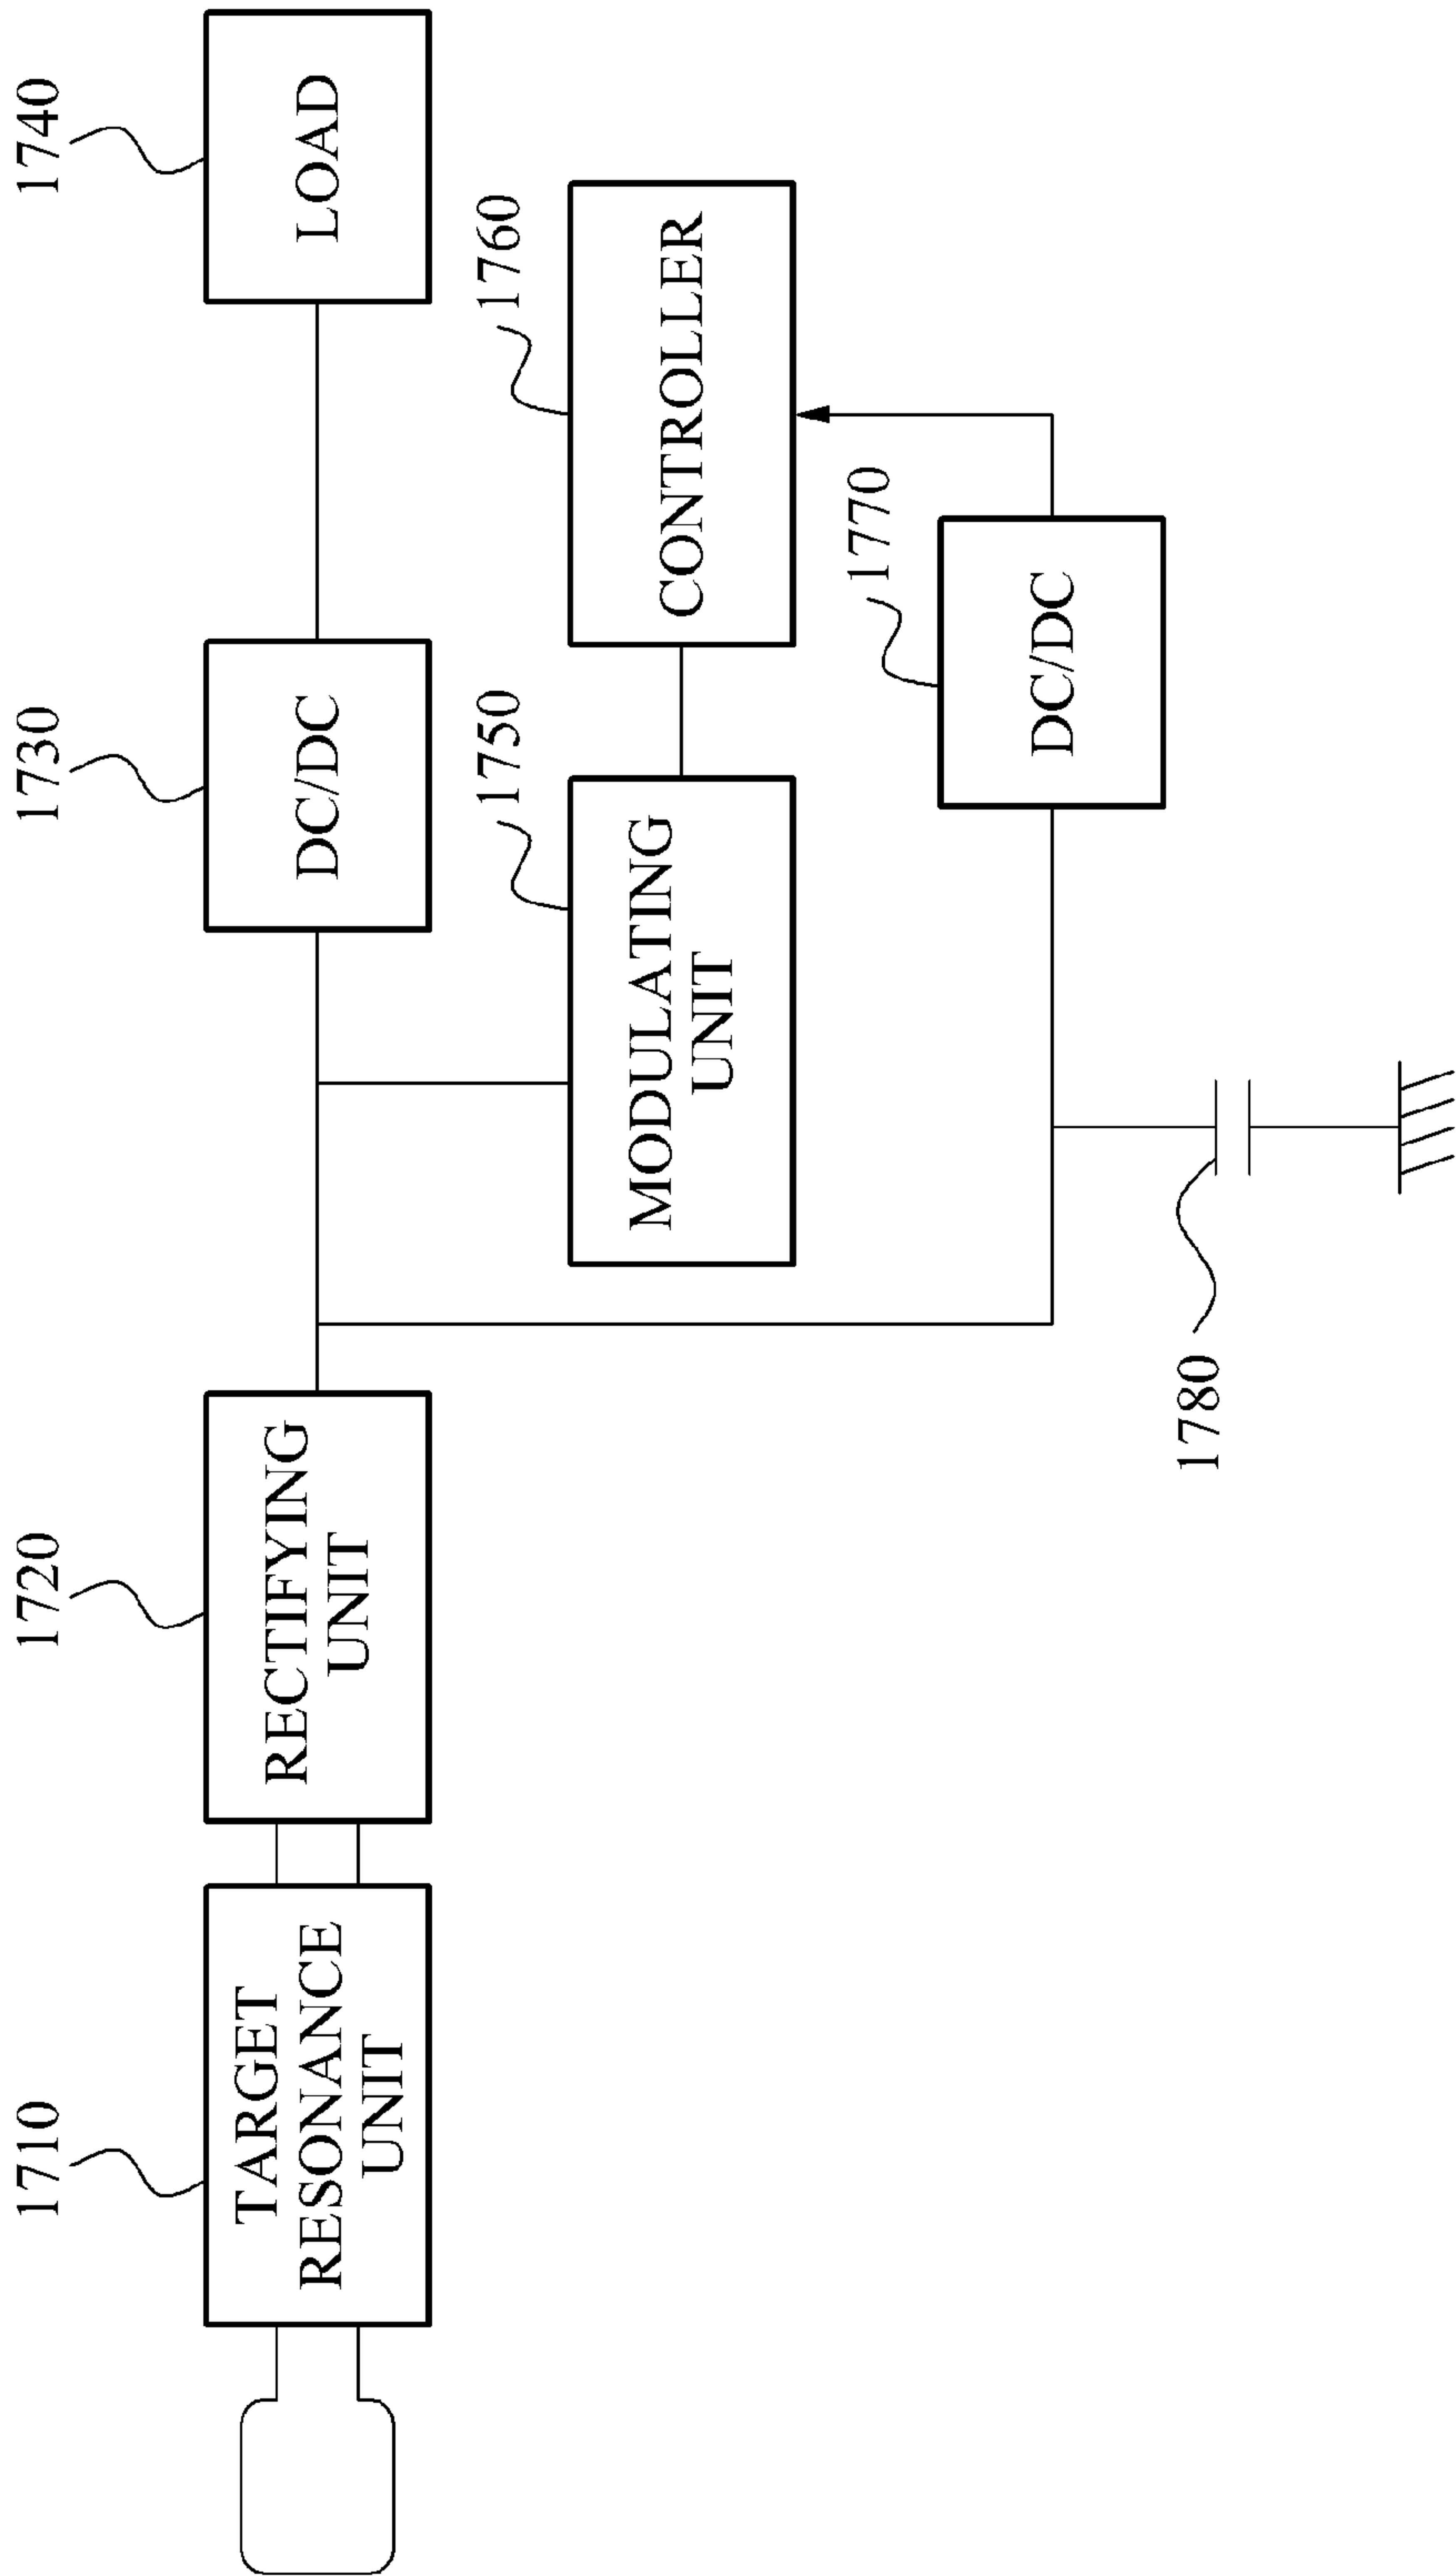 1710
1720
1730
1740
TARGET
RESONANCE
UNIT
RECTIFYING
UNIT
DC/DC
LOAD
1750
1760
MODULATING
UNIT
CONTROLLER
1770
DC/DC
1780